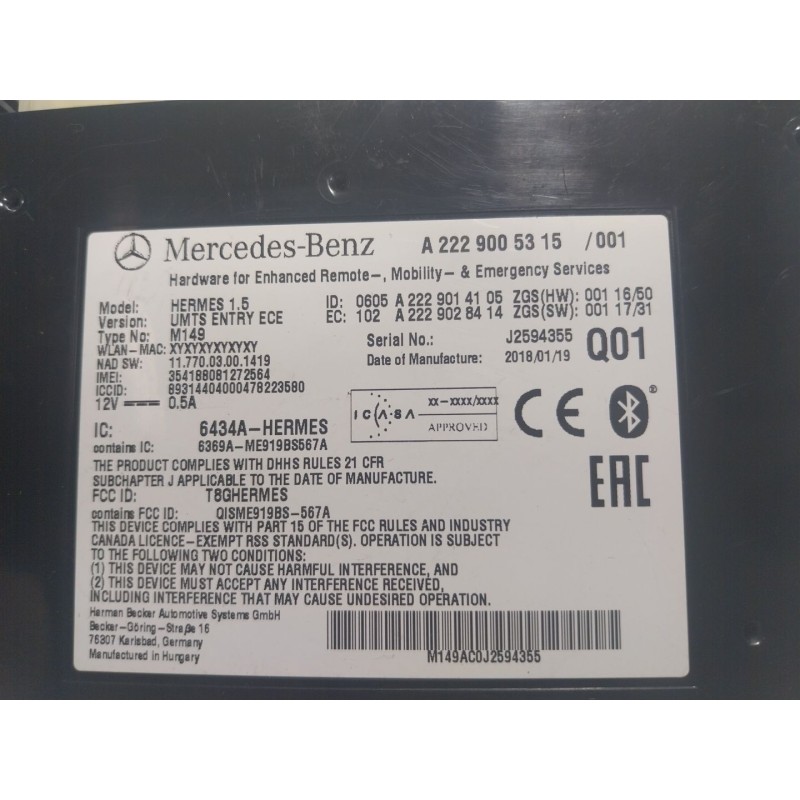 Mercedes-Benz A 222 900 53 15 /001
Hardware for Enhanced Remote-, Mobility- & Emergency Services
Model: HERMES 1.5 ID: 0605 A 222 901 41 05 ZGS(HW): 001 16/50
Version: UMTS ENTRY ECE EC: 102 A 222 902 84 14 ZGS(SW): 001 17/31
Type No: M149 Serial No.: J2594355 Q01
WLAN-MAC: XYXYXYXYXYXY
NAD SW: 11.770.03.00.1419 Date of Manufacture: 2018/01/19
IMEI: 354188081272564
ICCID: 89314404000478223580
12V 0.5A
ICASA xx-xxxx/xxxx
APPROVED
CE
IC: 6434A-HERMES
contains IC: 6369A-ME919BS567A
EAC
THE PRODUCT COMPLIES WITH DHHS RULES 21 CFR
SUBCHAPTER J APPLICABLE TO THE DATE OF MANUFACTURE.
FCC ID: T8GHERMES
contains FCC ID: QISME919BS-567A
THIS DEVICE COMPLIES WITH PART 15 OF THE FCC RULES AND INDUSTRY
CANADA LICENCE-EXEMPT RSS STANDARD(S). OPERATION IS SUBJECT
TO THE FOLLOWING TWO CONDITIONS:
(1) THIS DEVICE MAY NOT CAUSE HARMFUL INTERFERENCE, AND
(2) THIS DEVICE MUST ACCEPT ANY INTERFERENCE RECEIVED,
INCLUDING INTERFERENCE THAT MAY CAUSE UNDESIRED OPERATION.
Harman Becker Automotive Systems GmbH
Becker-Göring-Straße 16
76307 Karlsbad, Germany
Manufactured in Hungary
M149AC0J2594355